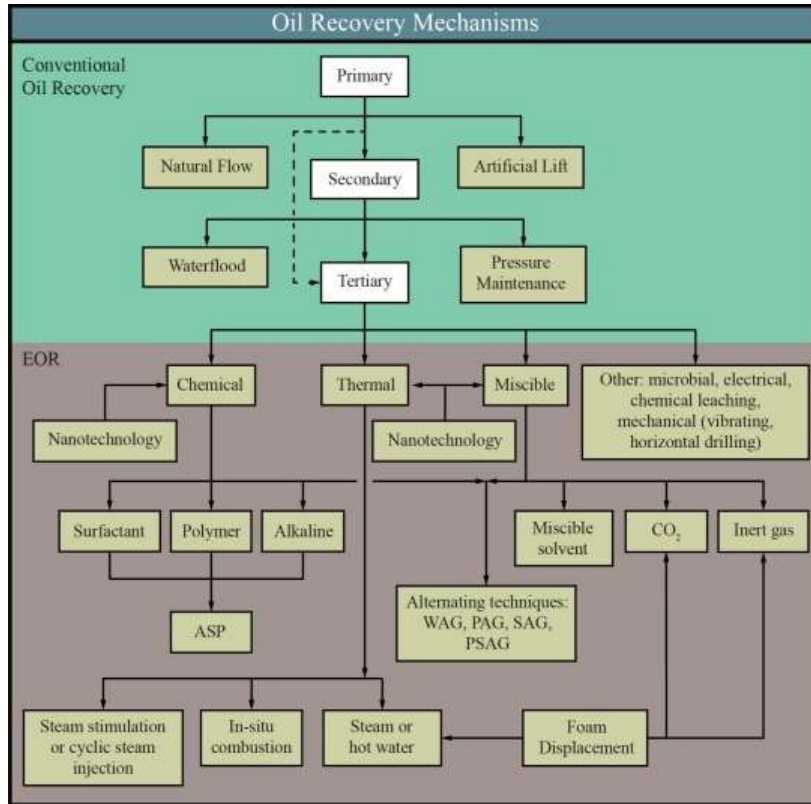 Oil Recovery Mechanisms
Conventional
Oil Recovery
Primary
Natural Flow
Artificial Lift
Secondary
Waterflood
Pressure
Maintenance
Tertiary
EOR
Chemical
Thermal
Miscible
Other: microbial, electrical,
chemical leaching,
mechanical (vibrating,
horizontal drilling)
Nanotechnology
Nanotechnology
Surfactant
Polymer
Alkaline
Miscible
solvent
CO₂
Inert gas
ASP
Alternating techniques:
WAG, PAG, SAG,
PSAG
Steam stimulation
or cyclic steam
injection
In-situ
combustion
Steam or
hot water
Foam
Displacement